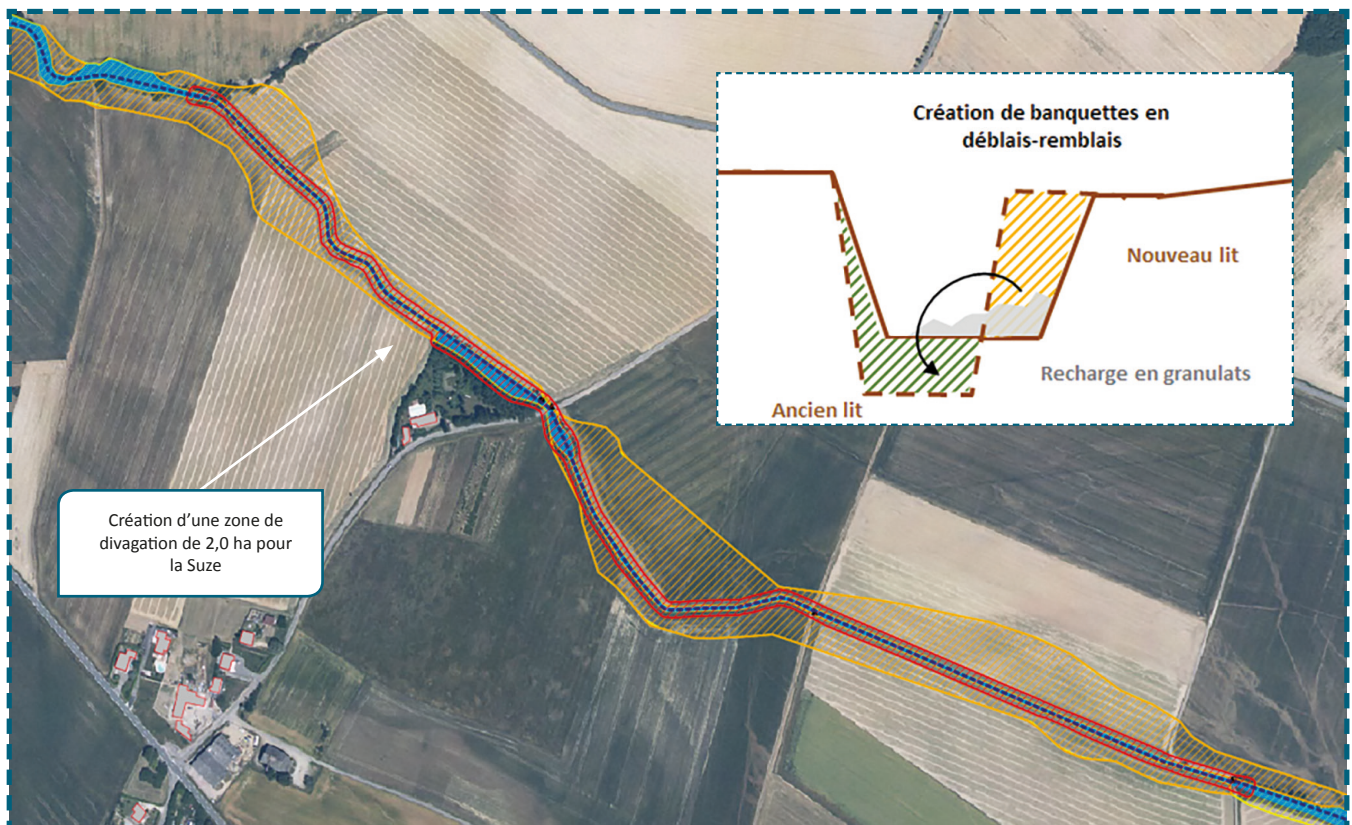 Création de banquettes en
déblais-remblais
Nouveau lit
Recharge en granulats
Ancien lit
Création d'une zone de
divagation de 2,0 ha pour
la Suze